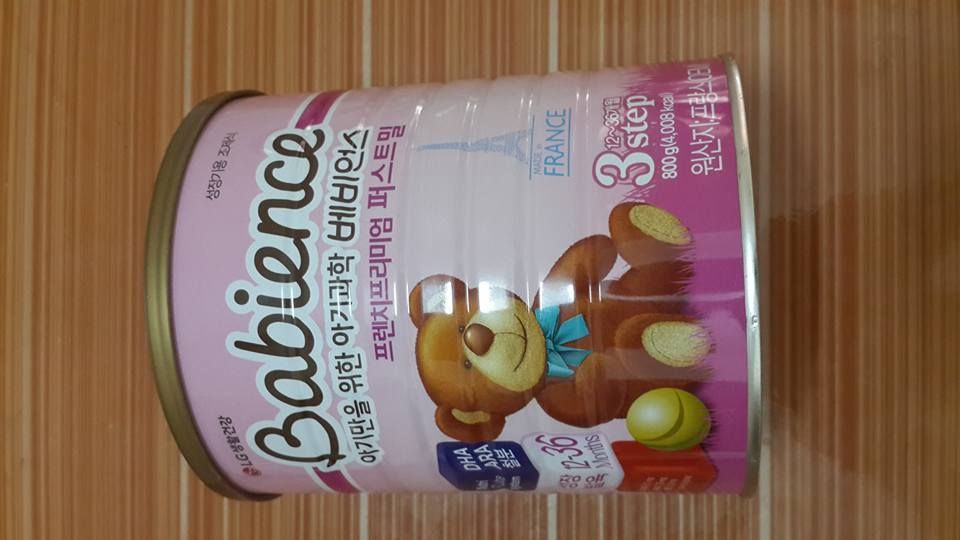 LG생활건강
성장기용 조제식
Babience
아기만을 위한 아기과학 베비언스
프렌치프리미엄 퍼스트밀
MADE in
FRANCE
3 12~36개월
step
800g(4,008kcal)
원산지:프랑스
DHA
ARA
12-36
Months